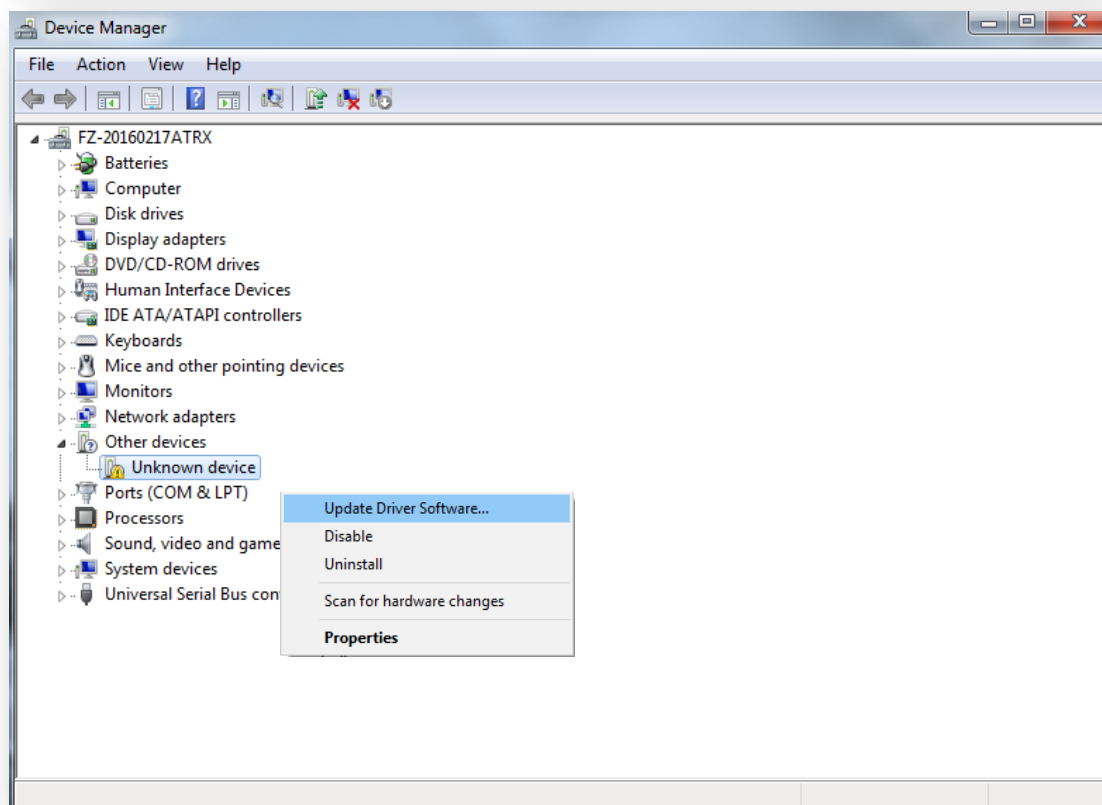 Device Manager
File Action View Help
FZ-20160217ATRX
Batteries
Computer
Disk drives
Display adapters
DVD/CD-ROM drives
Human Interface Devices
IDE ATA/ATAPI controllers
Keyboards
Mice and other pointing devices
Monitors
Network adapters
Other devices
Unknown device
Ports (COM & LPT)
Processors
Sound, video and game
System devices
Universal Serial Bus con
Update Driver Software...
Disable
Uninstall
Scan for hardware changes
Properties